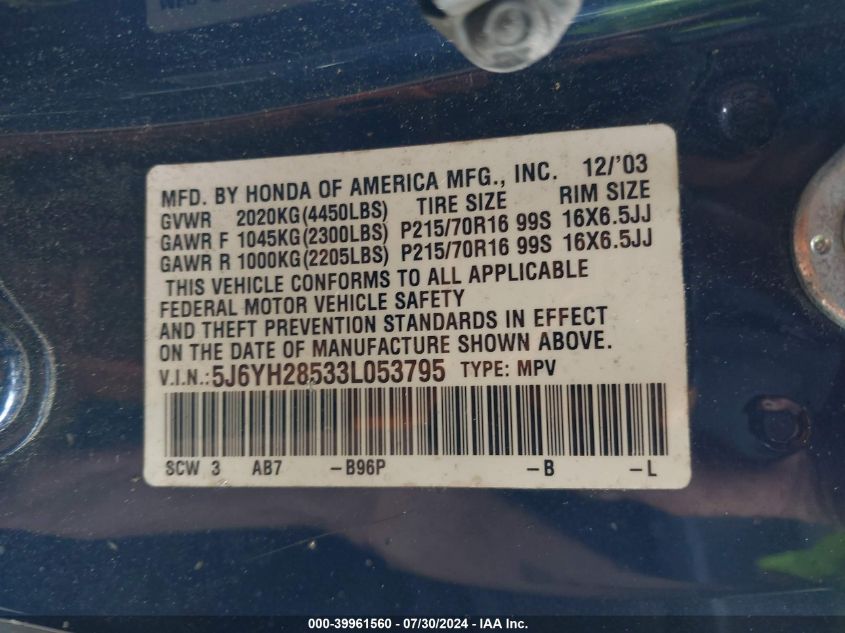 MFD. BY HONDA OF AMERICA MFG., INC. 12/'03
GVWR 2020KG(4450LBS) TIRE SIZE RIM SIZE
GAWR F 1045KG(2300LBS) P215/70R16 99S 16X6.5JJ
GAWR R 1000KG(2205LBS) P215/70R16 99S 16X6.5JJ
THIS VEHICLE CONFORMS TO ALL APPLICABLE
FEDERAL MOTOR VEHICLE SAFETY
AND THEFT PREVENTION STANDARDS IN EFFECT
ON THE DATE OF MANUFACTURE SHOWN ABOVE.
V.I.N.:5J6YH28533L053795 TYPE: MPV
SCW 3 AB7 -B96P -B -L
000-39961560 - 07/30/2024 - IAA Inc.